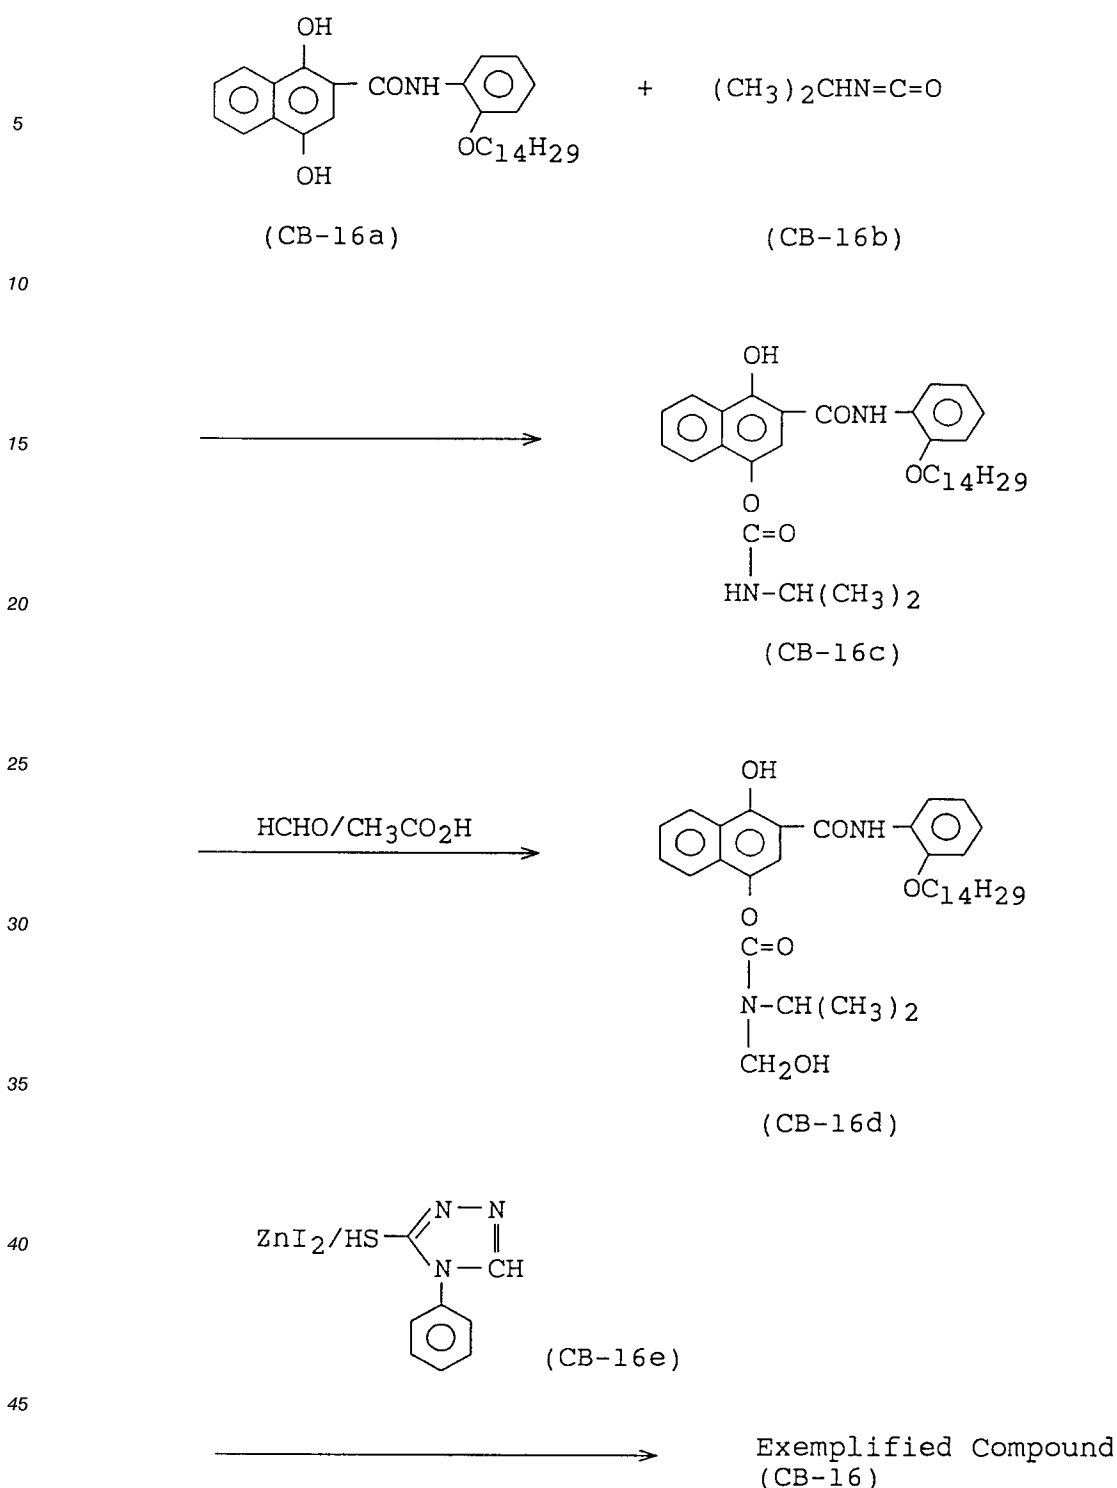 OH
CONH
OC14H29
OH
+ (CH3)2CHN=C=O
5
(CB-16a) (CB-16b)
10
OH
CONH
15
OC14H29
O
C=O
HN-CH(CH3)2
20
(CB-16c)
25
OH
HCHO/CH3CO2H
CONH
OC14H29
O
30
C=O
N-CH(CH3)2
CH2OH
35
(CB-16d)
N-N
ZnI2/HS
40
N-CH
(CB-16e)
45
Exemplified Compound
(CB-16)